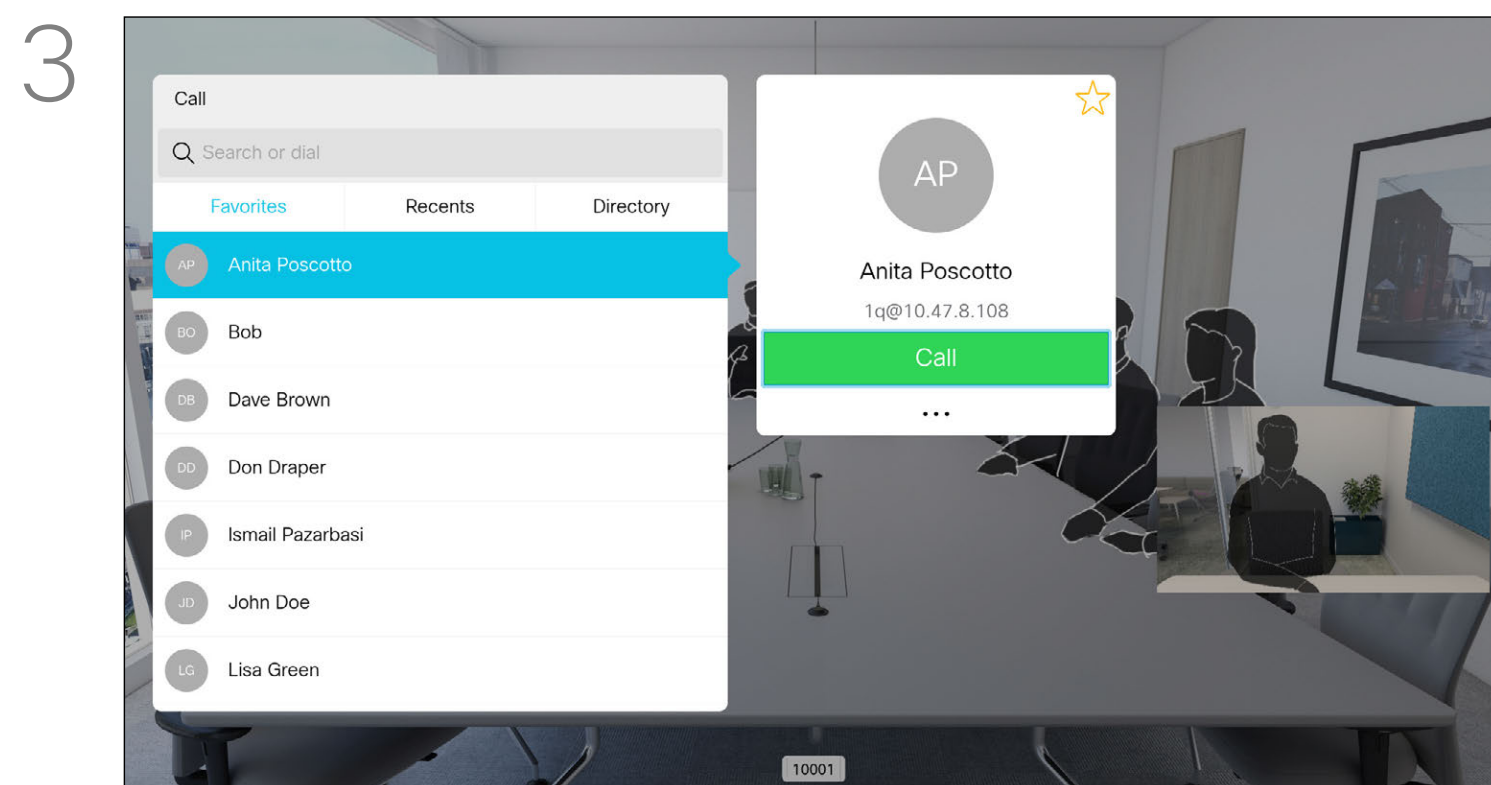 3
Call
Search or dial
Favorites Recents Directory
AP Anita Poscotto
BO Bob
DB Dave Brown
DD Don Draper
IP Ismail Pazarbasi
JD John Doe
LG Lisa Green
AP
Anita Poscotto
1q@10.47.8.108
Call
...
10001